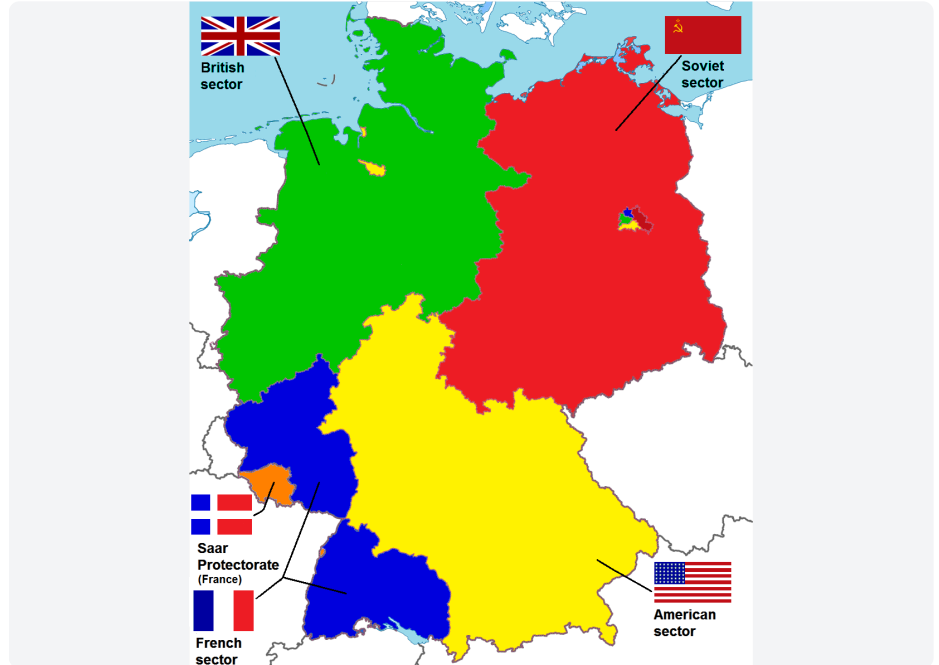 British
sector
Soviet
sector
Saar
Protectorate
(France)
French
sector
American
sector